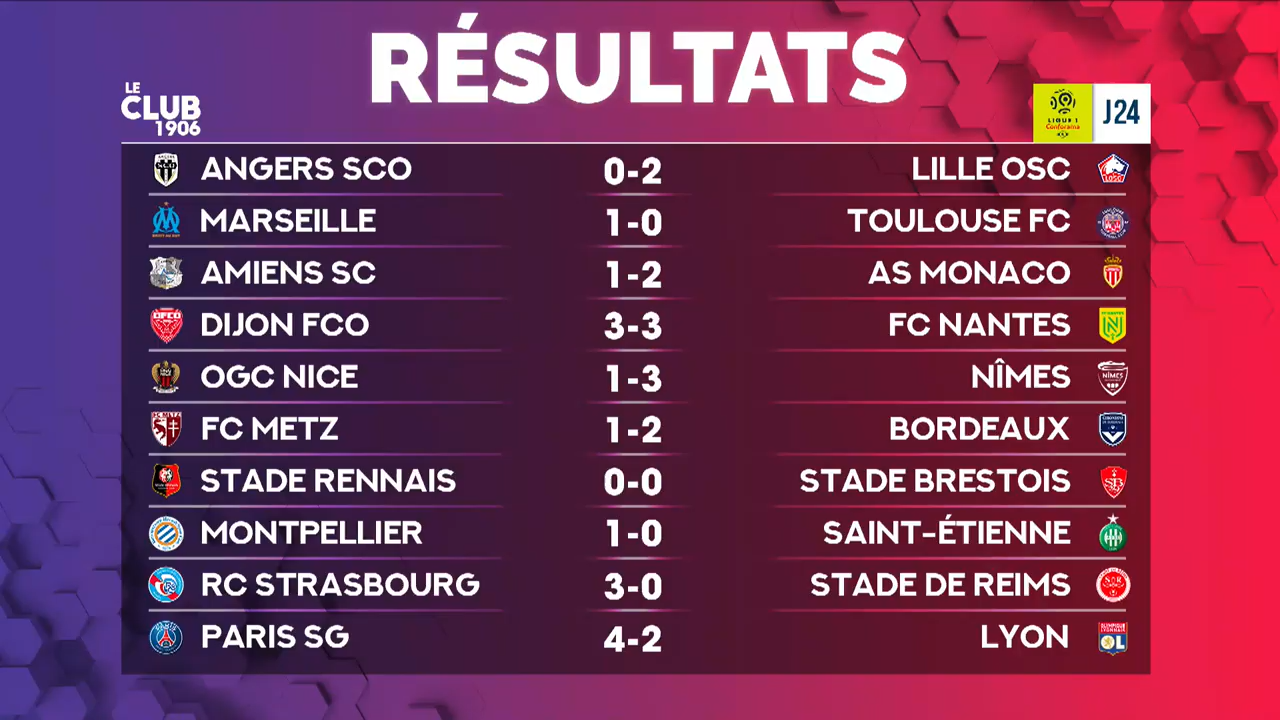 RÉSULTATS
LE
CLUB
1906
LIGUE 1
Conforama
J24
ANGERS SCO 0-2 LILLE OSC
MARSEILLE 1-0 TOULOUSE FC
AMIENS SC 1-2 AS MONACO
DIJON FCO 3-3 FC NANTES
OGC NICE 1-3 NÎMES
FC METZ 1-2 BORDEAUX
STADE RENNAIS 0-0 STADE BRESTOIS
MONTPELLIER 1-0 SAINT-ÉTIENNE
RC STRASBOURG 3-0 STADE DE REIMS
PARIS SG 4-2 LYON